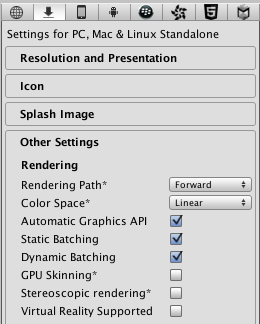 Settings for PC, Mac & Linux Standalone
Resolution and Presentation
Icon
Splash Image
Other Settings
Rendering
Rendering Path* Forward
Color Space* Linear
Automatic Graphics API
Static Batching
Dynamic Batching
GPU Skinning*
Stereoscopic rendering*
Virtual Reality Supported